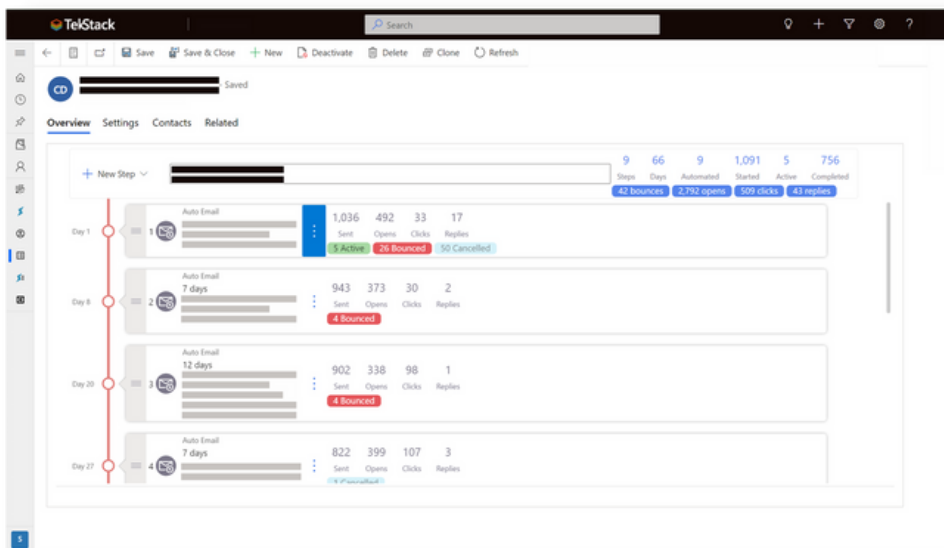 TekStack
Search
?
Save
Save & Close
New
Deactivate
Delete
Clone
Refresh
CD
- Saved
Overview
Settings
Contacts
Related
New Step
9 66 9 1,091 5 756
Steps Days Automated Started Active Completed
42 bounces 2,792 opens 509 clicks 43 replies
Day 1
1
Auto Email
1,036 492 33 17
Sent Opens Clicks Replies
5 Active 26 Bounced 50 Cancelled
Day 8
2
Auto Email
7 days
943 373 30 2
Sent Opens Clicks Replies
4 Bounced
Day 20
3
Auto Email
12 days
902 338 98 1
Sent Opens Clicks Replies
4 Bounced
Day 27
4
Auto Email
7 days
822 399 107 3
Sent Opens Clicks Replies
1 Cancelled
S